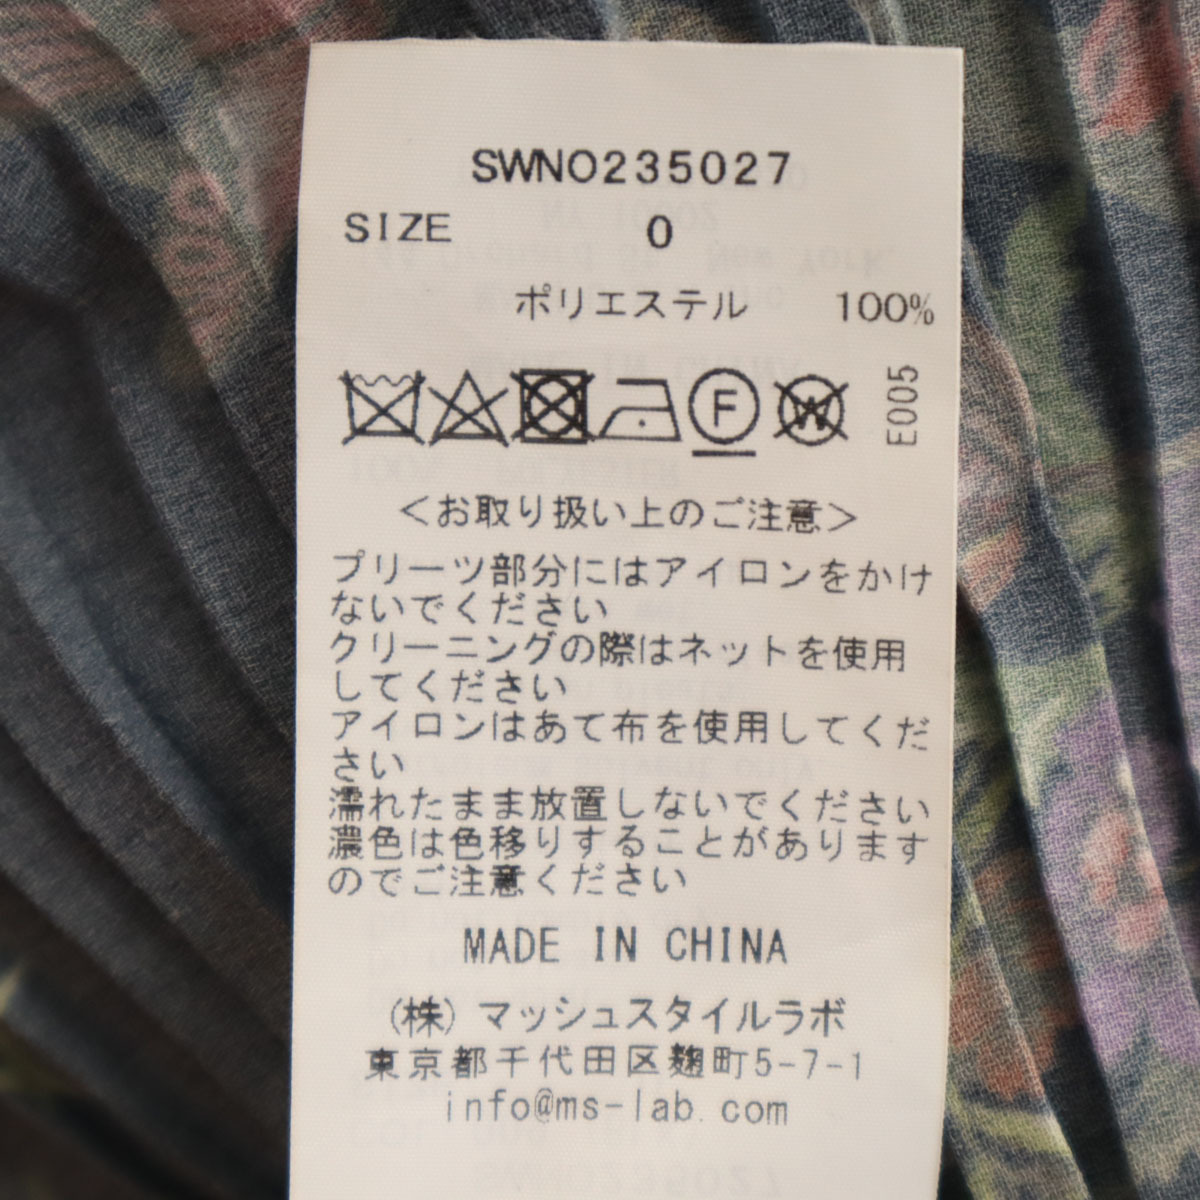 SWNO235027
SIZE 0
ポリエステル 100%
F W
E005
＜お取り扱い上のご注意＞
プリーツ部分にはアイロンをかけ
ないでください
クリーニングの際はネットを使用
してください
アイロンはあて布を使用してくだ
さい
濡れたまま放置しないでください
濃色は色移りすることがあります
のでご注意ください
MADE IN CHINA
(株) マッシュスタイルラボ
東京都千代田区麹町5-7-1
info@ms-lab.com